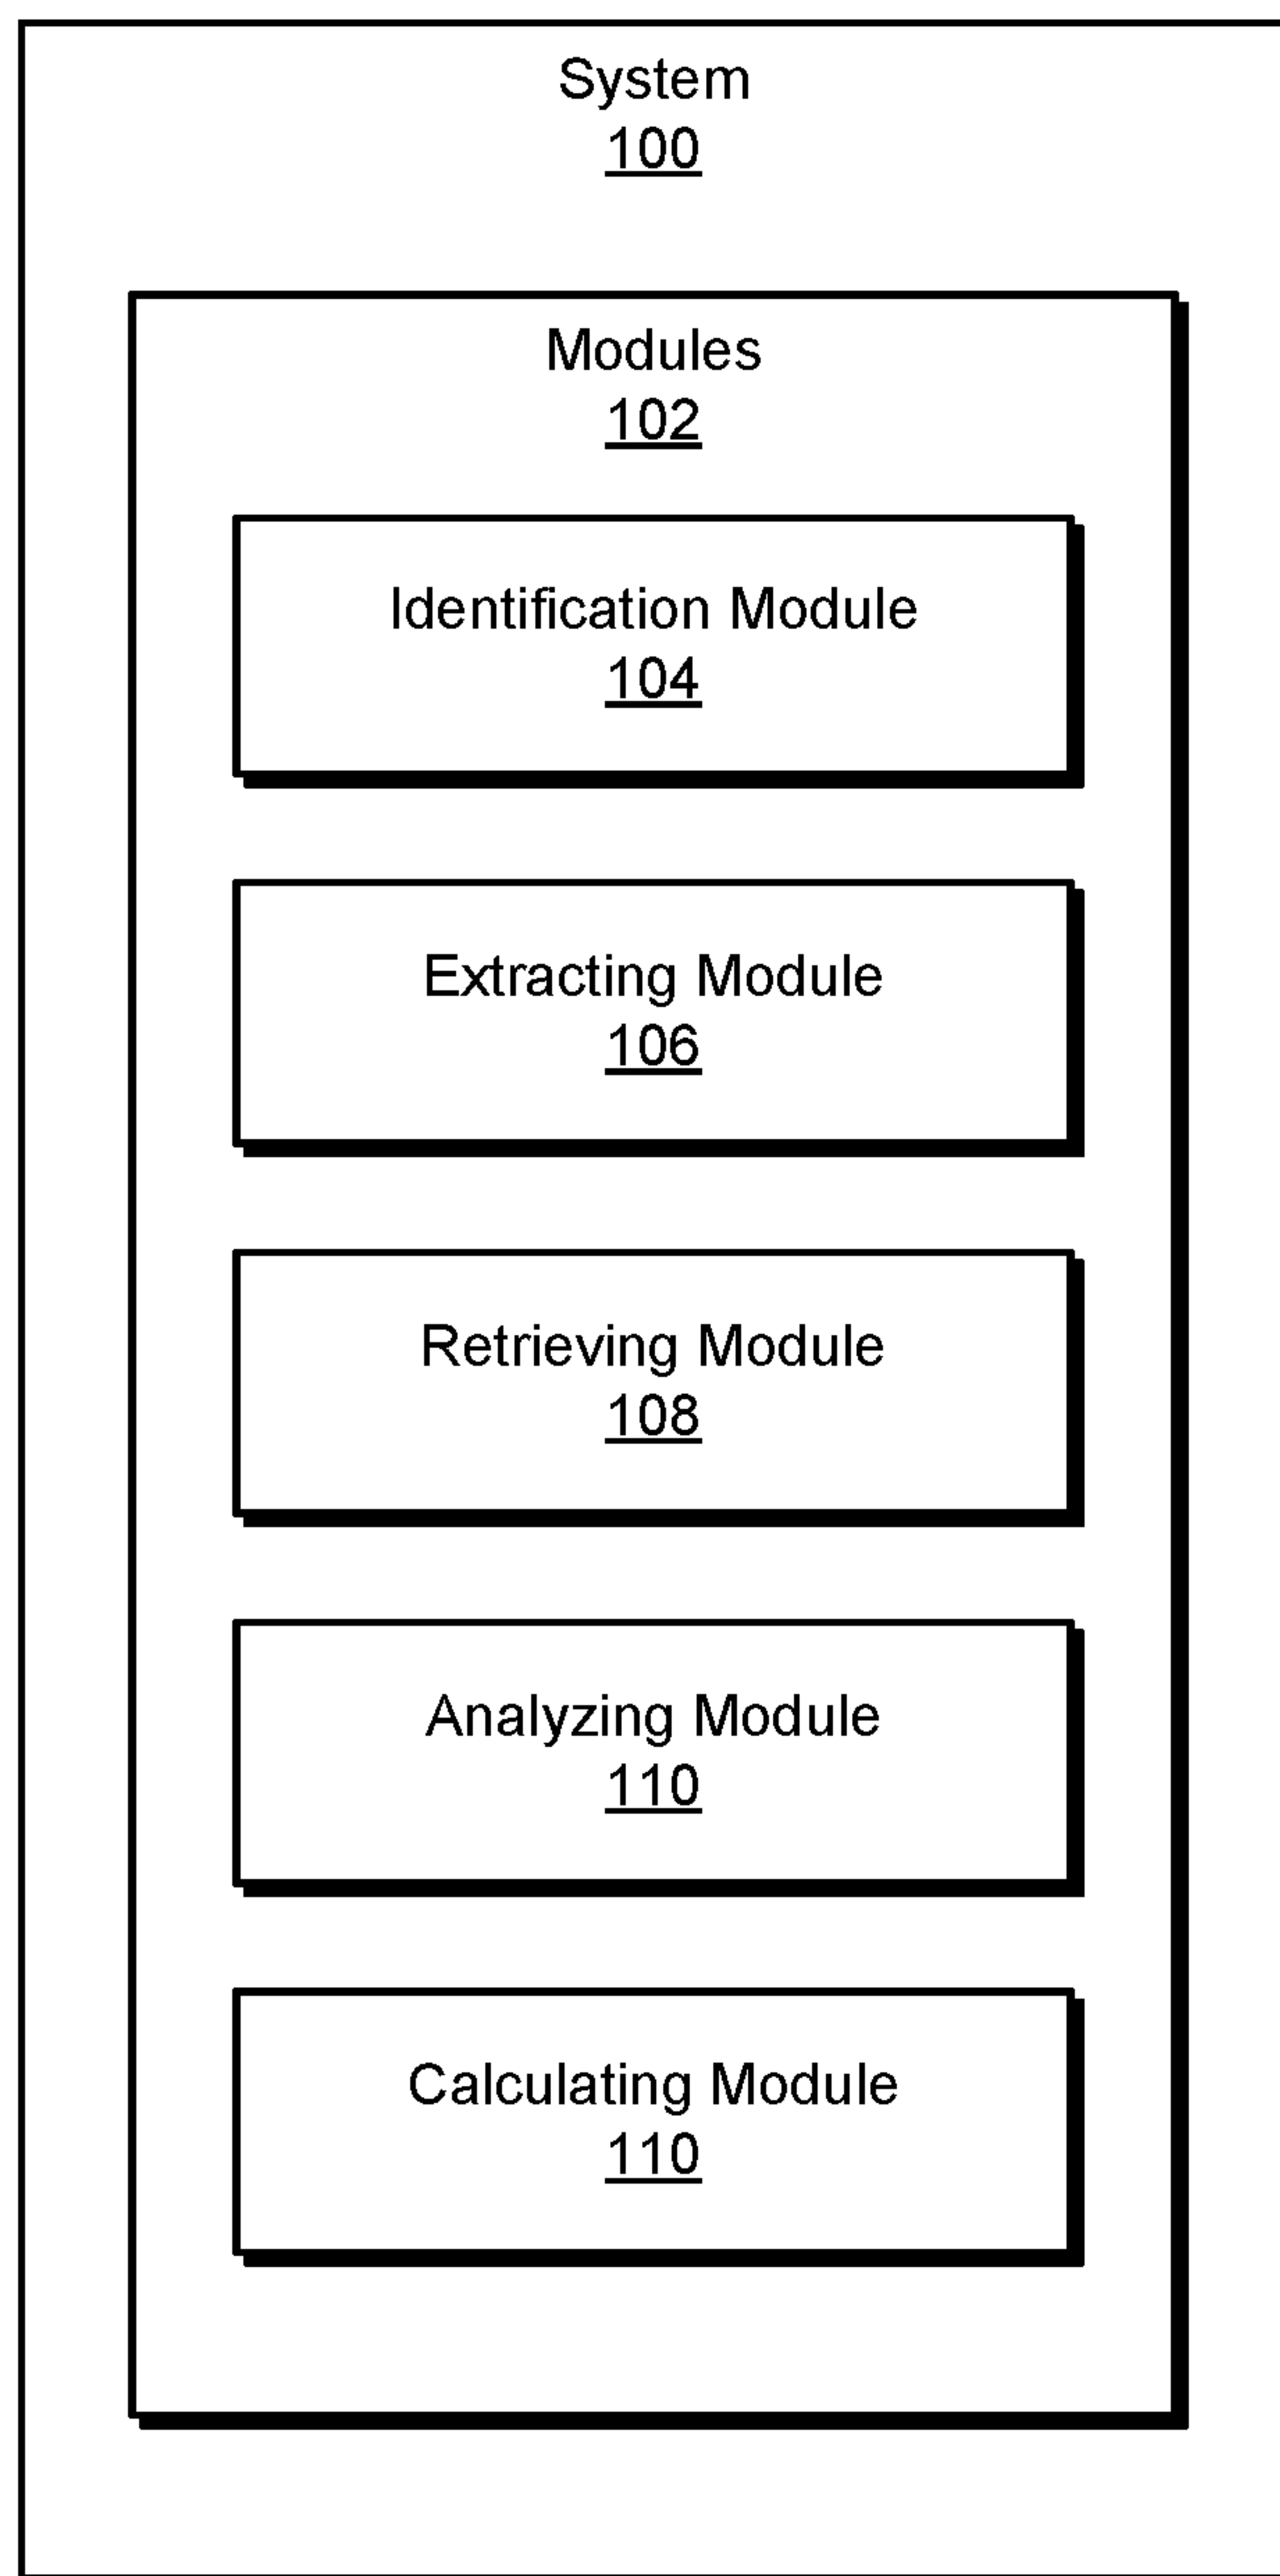 System
100
Modules
102
Identification Module
104
Extracting Module
106
Retrieving Module
108
Analyzing Module
110
Calculating Module
110